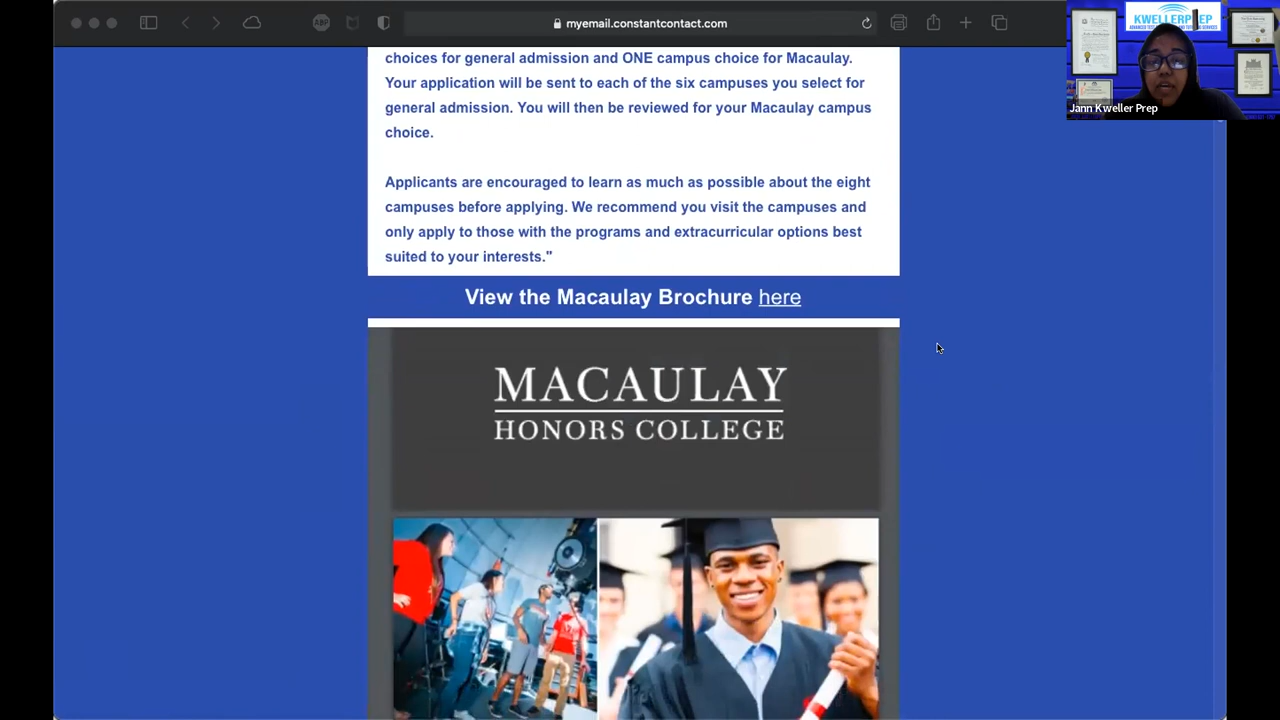 myemail.constantcontact.com
ABP
KWELLERPREP
Jann Kweller Prep
choices for general admission and ONE campus choice for Macaulay.
Your application will be sent to each of the six campuses you select for
general admission. You will then be reviewed for your Macaulay campus
choice.
Applicants are encouraged to learn as much as possible about the eight
campuses before applying. We recommend you visit the campuses and
only apply to those with the programs and extracurricular options best
suited to your interests."
View the Macaulay Brochure here
MACAULAY
HONORS COLLEGE